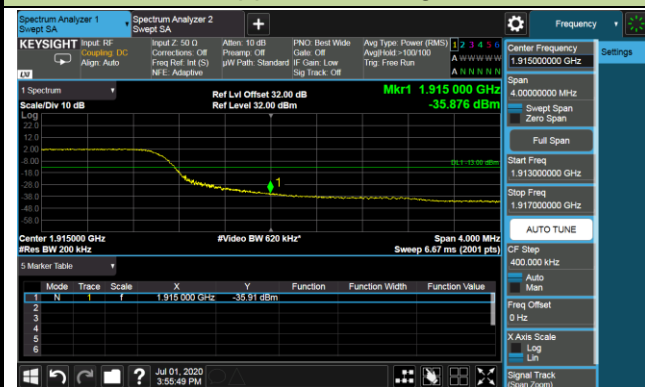 Spectrum Analyzer 1
Swept SA
Spectrum Analyzer 2
Swept SA
+
Frequency
KEYSIGHT
Input: RF
Coupling: DC
Align: Auto
Input Z: 50 Ω
Corrections: Off
Freq Ref: Int (S)
NFE: Adaptive
Atten: 10 dB
Preamp: Off
µW Path: Standard
PNO: Best Wide
Gate: Off
IF Gain: Low
Sig Track: Off
Avg Type: Power (RMS)
Avg|Hold:>100/100
Trig: Free Run
1 2 3 4 5 6
A W W W W W
A N N N N N
LXI
Center Frequency
1.915000000 GHz
Settings
Span
4.00000000 MHz
Swept Span
Zero Span
Full Span
Start Freq
1.913000000 GHz
Stop Freq
1.917000000 GHz
AUTO TUNE
CF Step
400.000 kHz
Auto
Man
Freq Offset
0 Hz
X Axis Scale
Log
Lin
Signal Track
(Span Zoom)
1 Spectrum
Scale/Div 10 dB
Log
Ref Lvl Offset 32.00 dB
Ref Level 32.00 dBm
Mkr1 1.915 000 GHz
-35.876 dBm
22.0
12.0
2.00
-8.00
-18.0
-28.0
-38.0
-48.0
-58.0
DL1 -13.00 dBm
1
Center 1.915000 GHz
#Res BW 200 kHz
#Video BW 620 kHz*
Span 4.000 MHz
Sweep 6.67 ms (2001 pts)
5 Marker Table
Mode Trace Scale X Y Function Function Width Function Value
1 N 1 f 1.915 000 GHz -35.91 dBm
2
3
4
5
6
?
Jul 01, 2020
3:55:49 PM